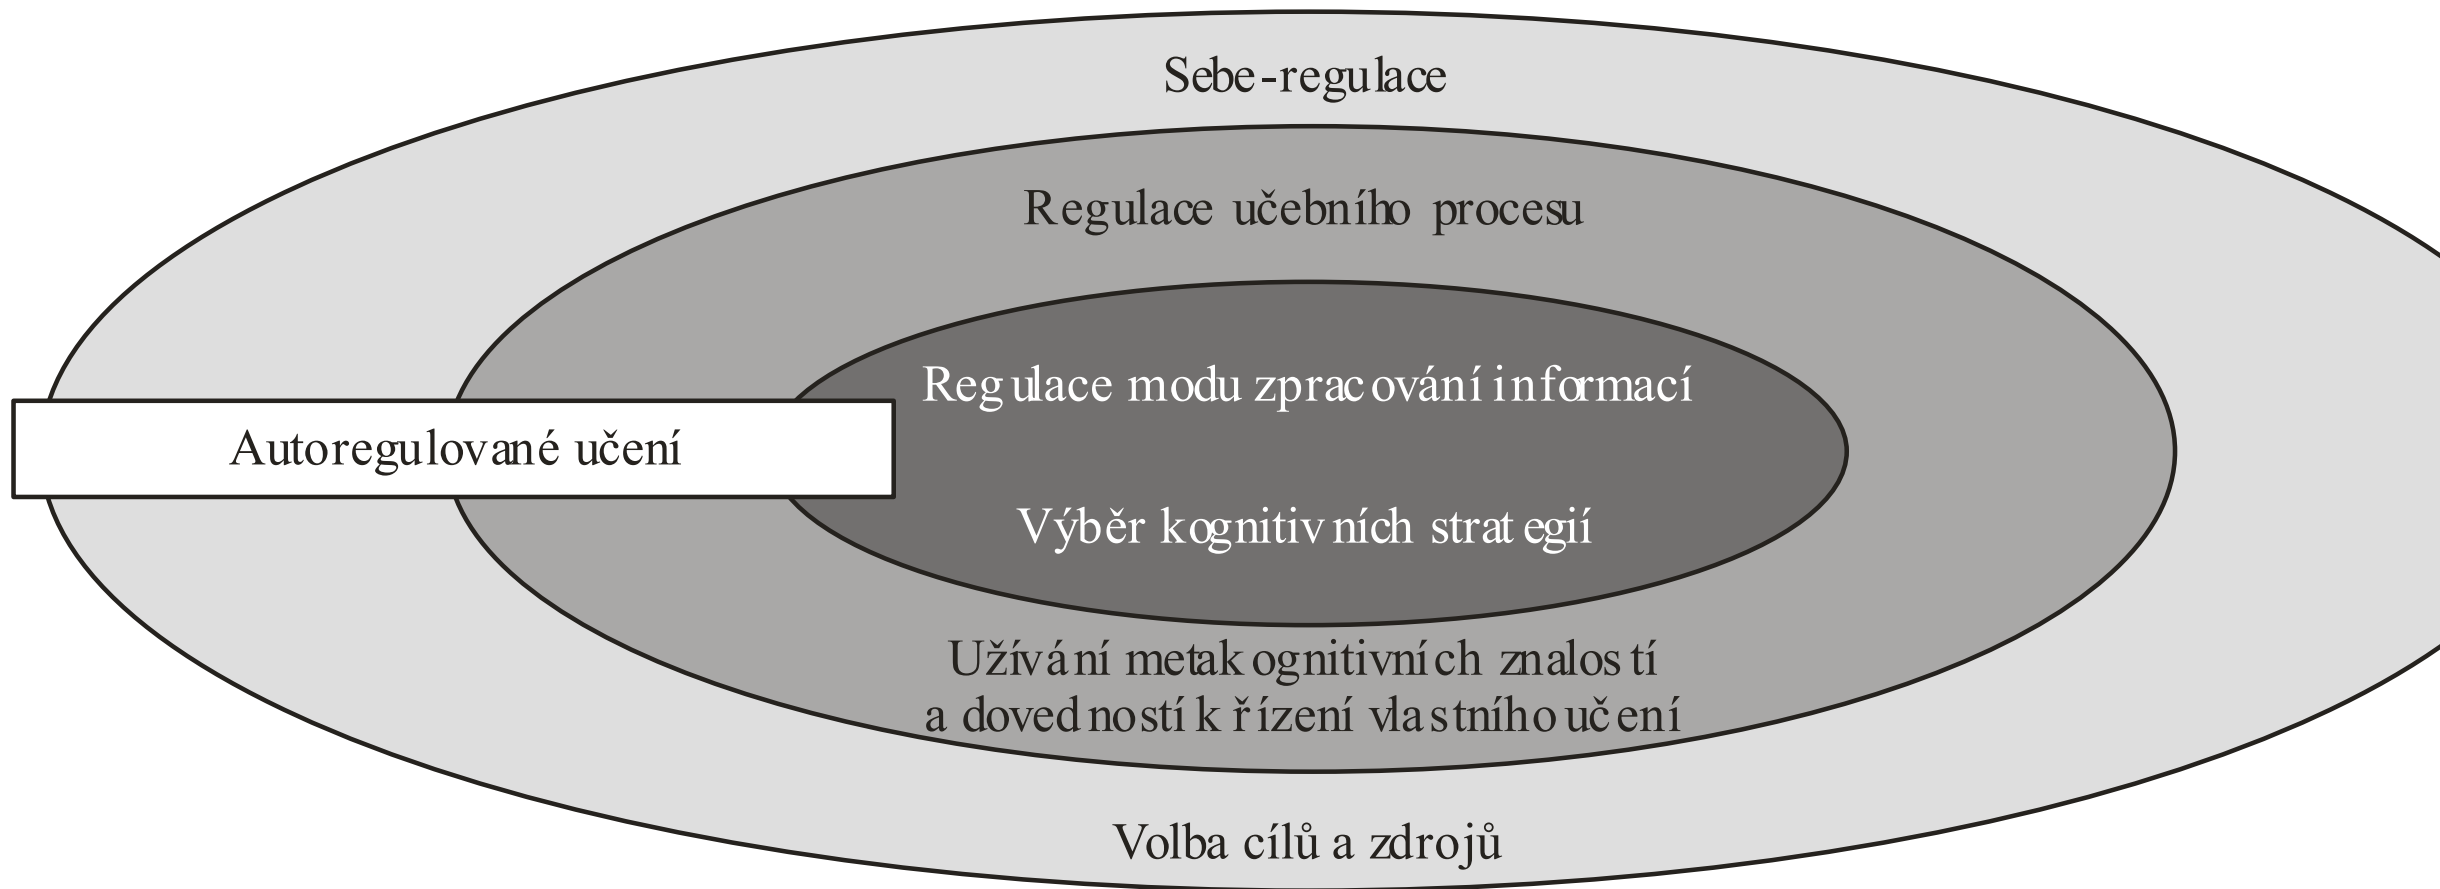 Sebe-regulace
Regulace učebního procesu
Regulace modu zpracování informací
Autoregulované učení
Výběr kognitivních strategií
Užívání metakognitivních znalostí
a dovedností k řízení vlastního učení
Volba cílů a zdrojů